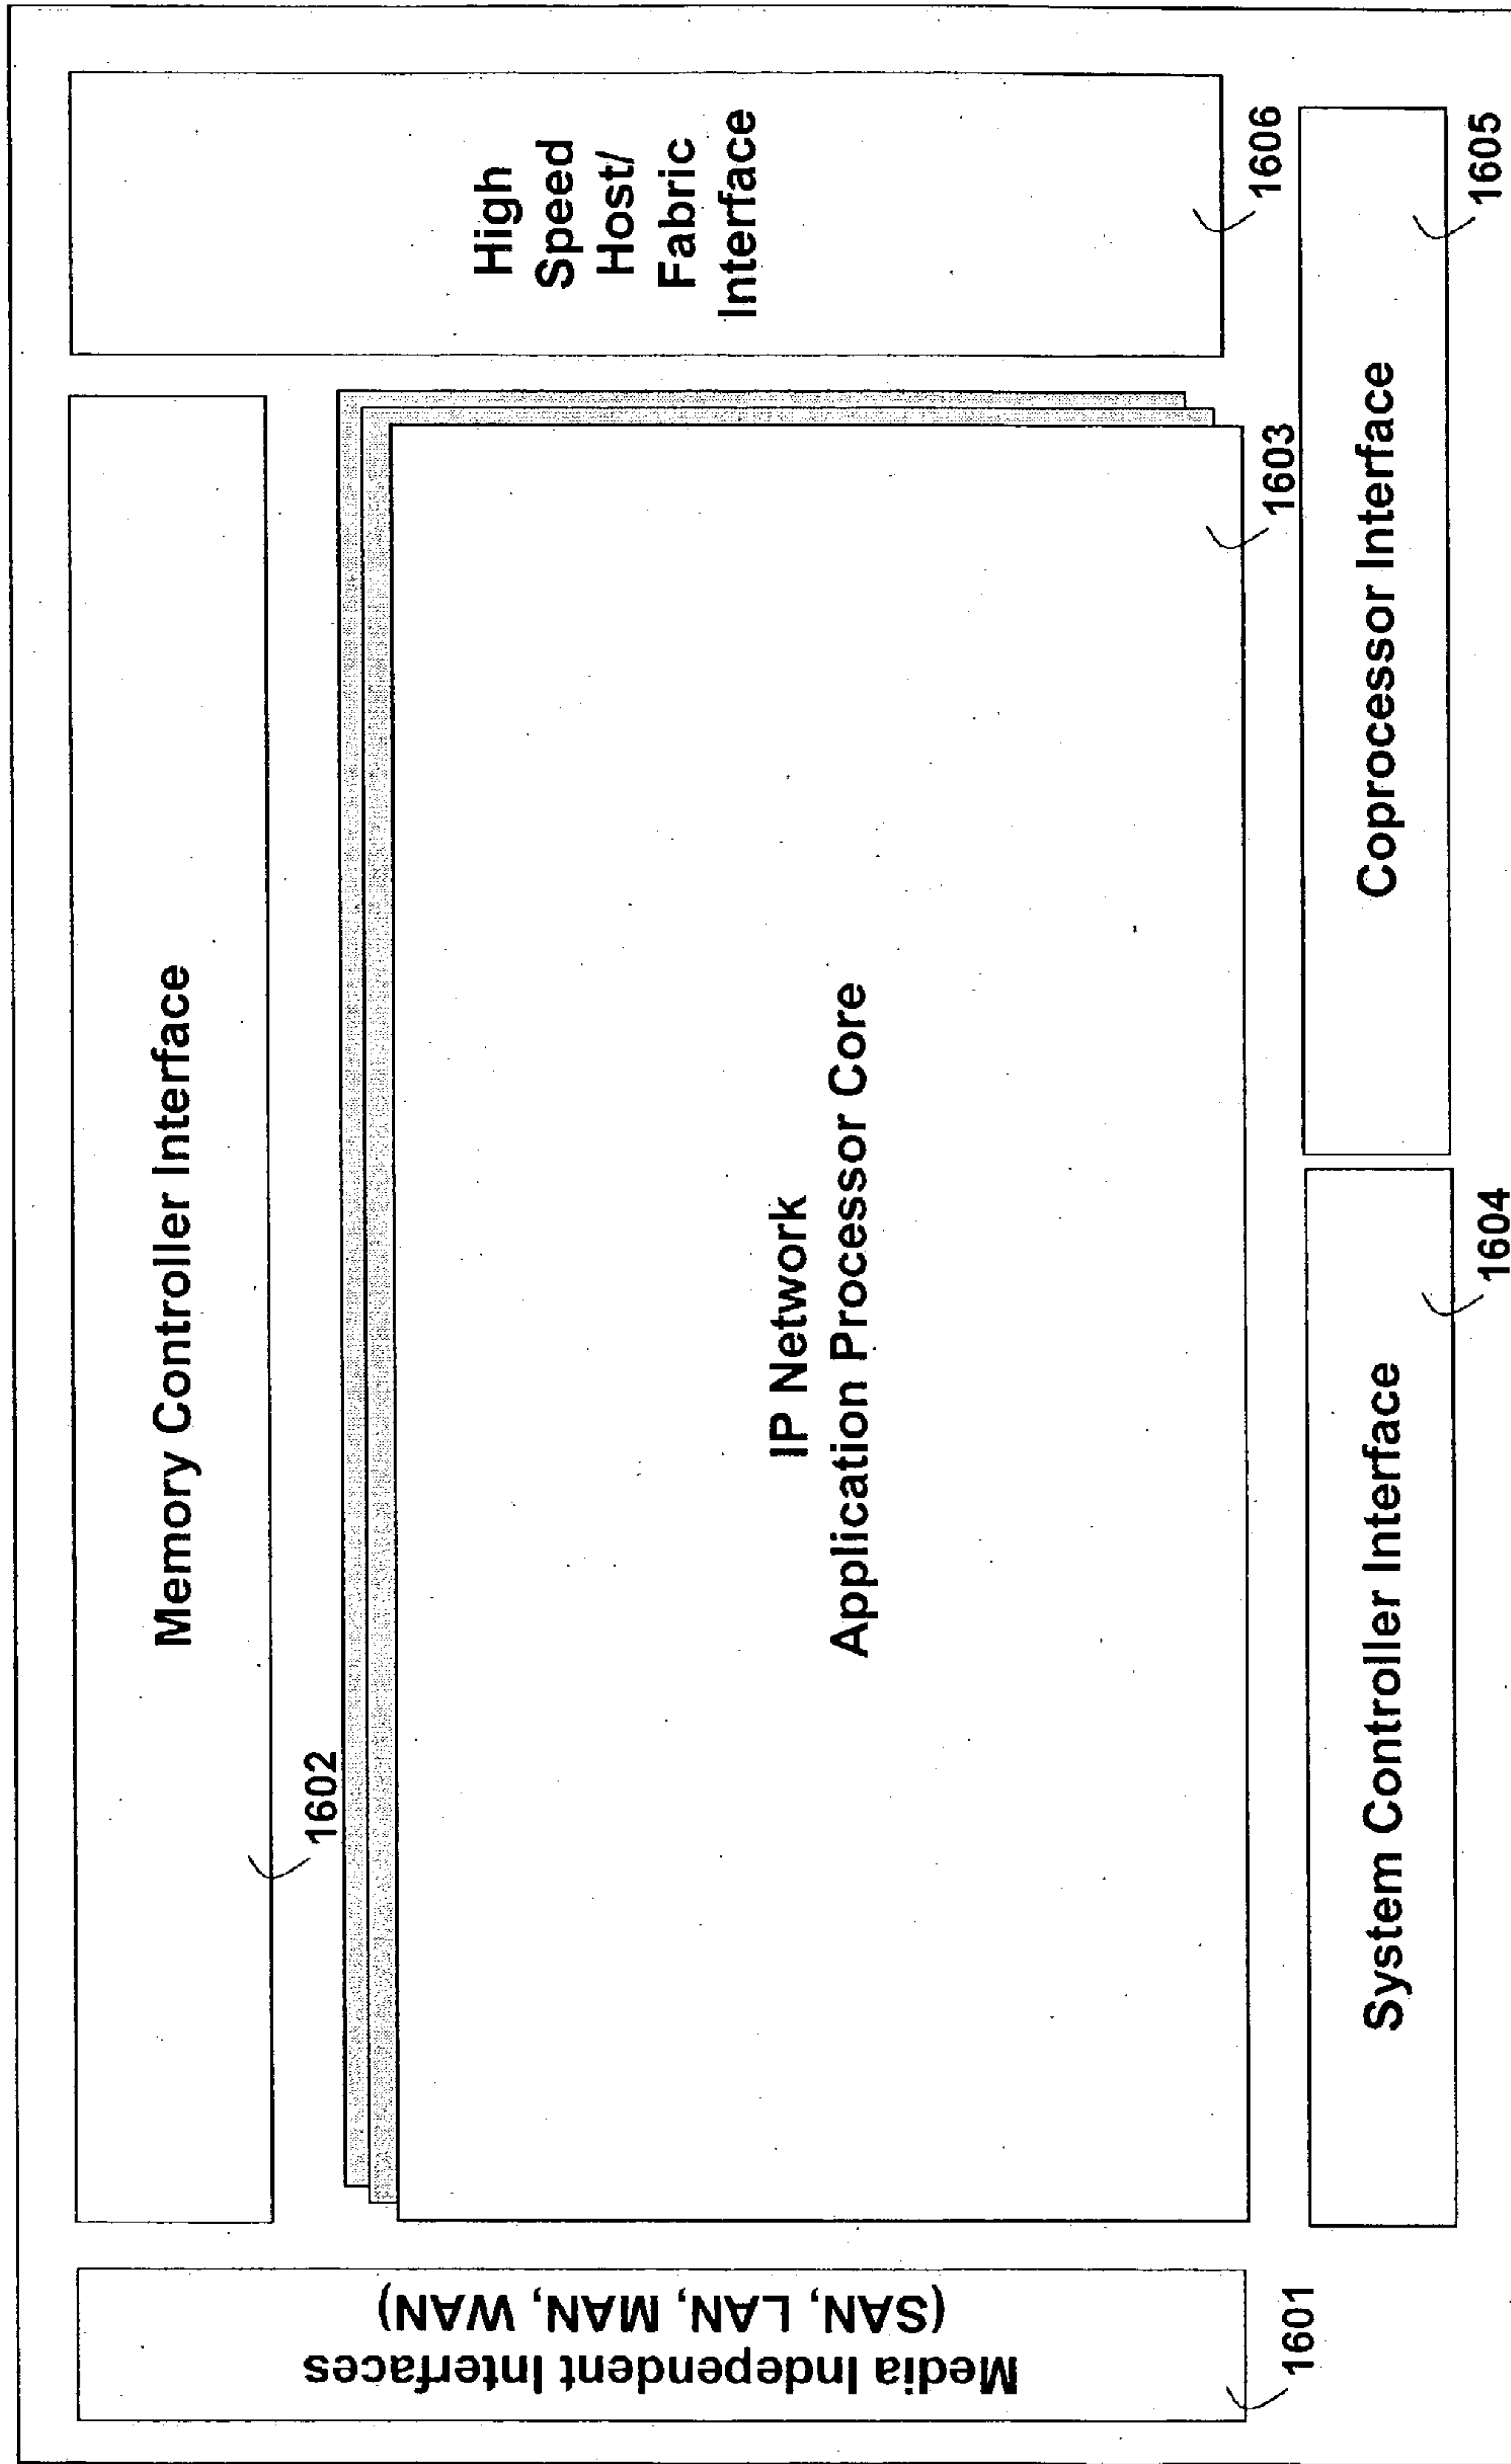 Memory Controller Interface
1602
Media Independent Interfaces
(SAN, LAN, MAN, WAN)
1601
IP Network
Application Processor Core
1603
High
Speed
Host/
Fabric
Interface
1606
System Controller Interface
1604
Coprocessor Interface
1605